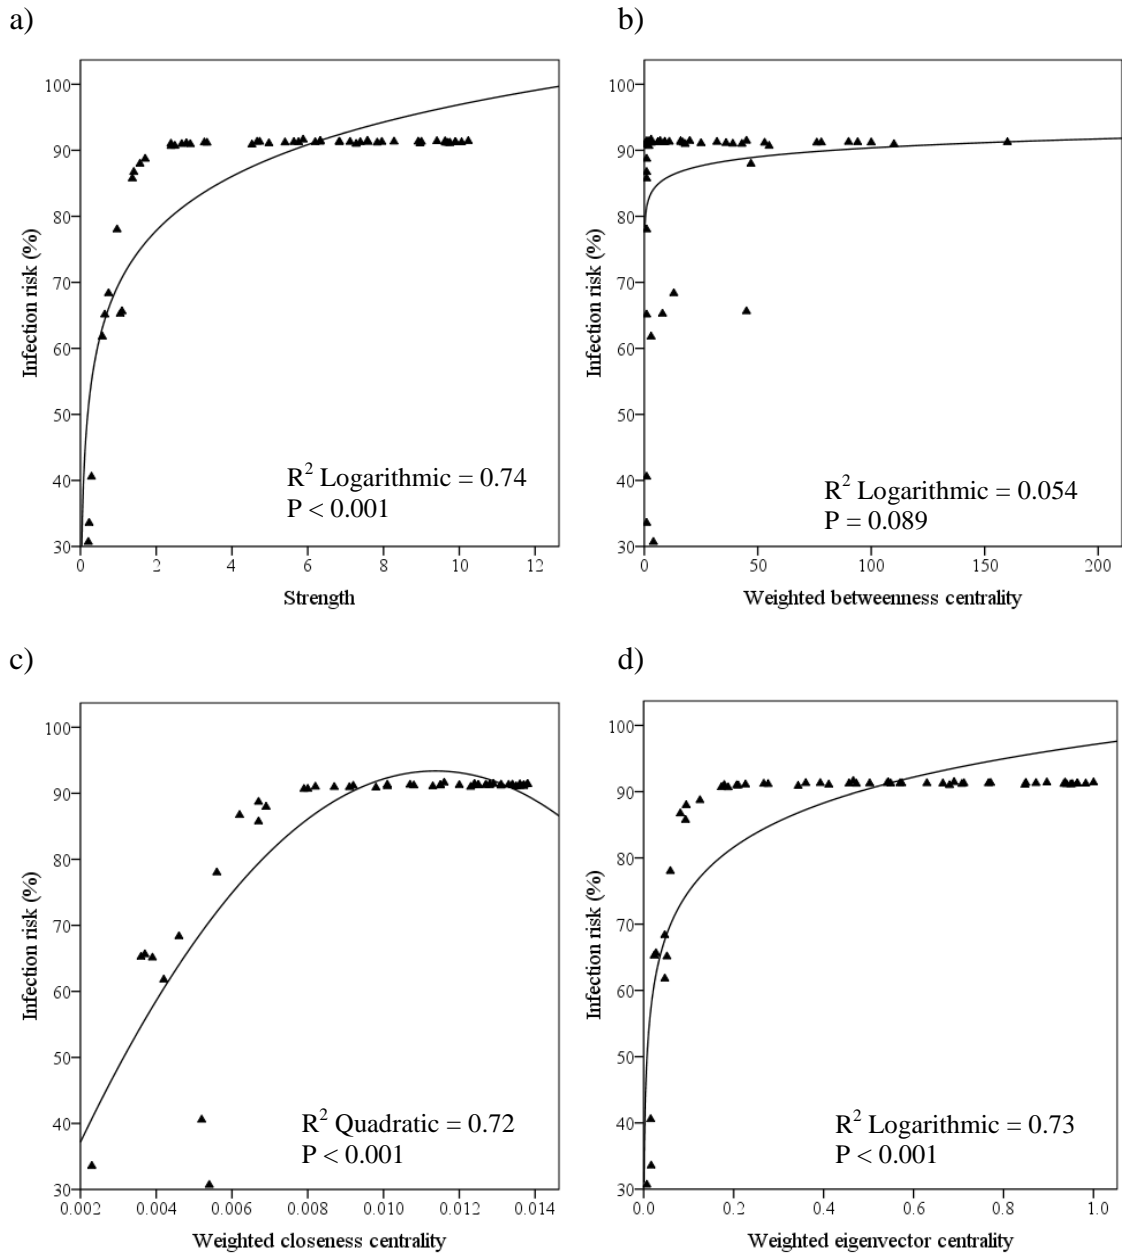 a)
100
90
80
70
60
50
40
30
Infection risk (%)
R² Logarithmic = 0.74
P < 0.001
0 2 4 6 8 10 12
Strength
b)
100
90
80
70
60
50
40
30
Infection risk (%)
R² Logarithmic = 0.054
P = 0.089
0 50 100 150 200
Weighted betweenness centrality
c)
100
90
80
70
60
50
40
30
Infection risk (%)
R² Quadratic = 0.72
P < 0.001
0.002 0.004 0.006 0.008 0.010 0.012 0.014
Weighted closeness centrality
d)
100
90
80
70
60
50
40
30
Infection risk (%)
R² Logarithmic = 0.73
P < 0.001
0.0 0.2 0.4 0.6 0.8 1.0
Weighted eigenvector centrality